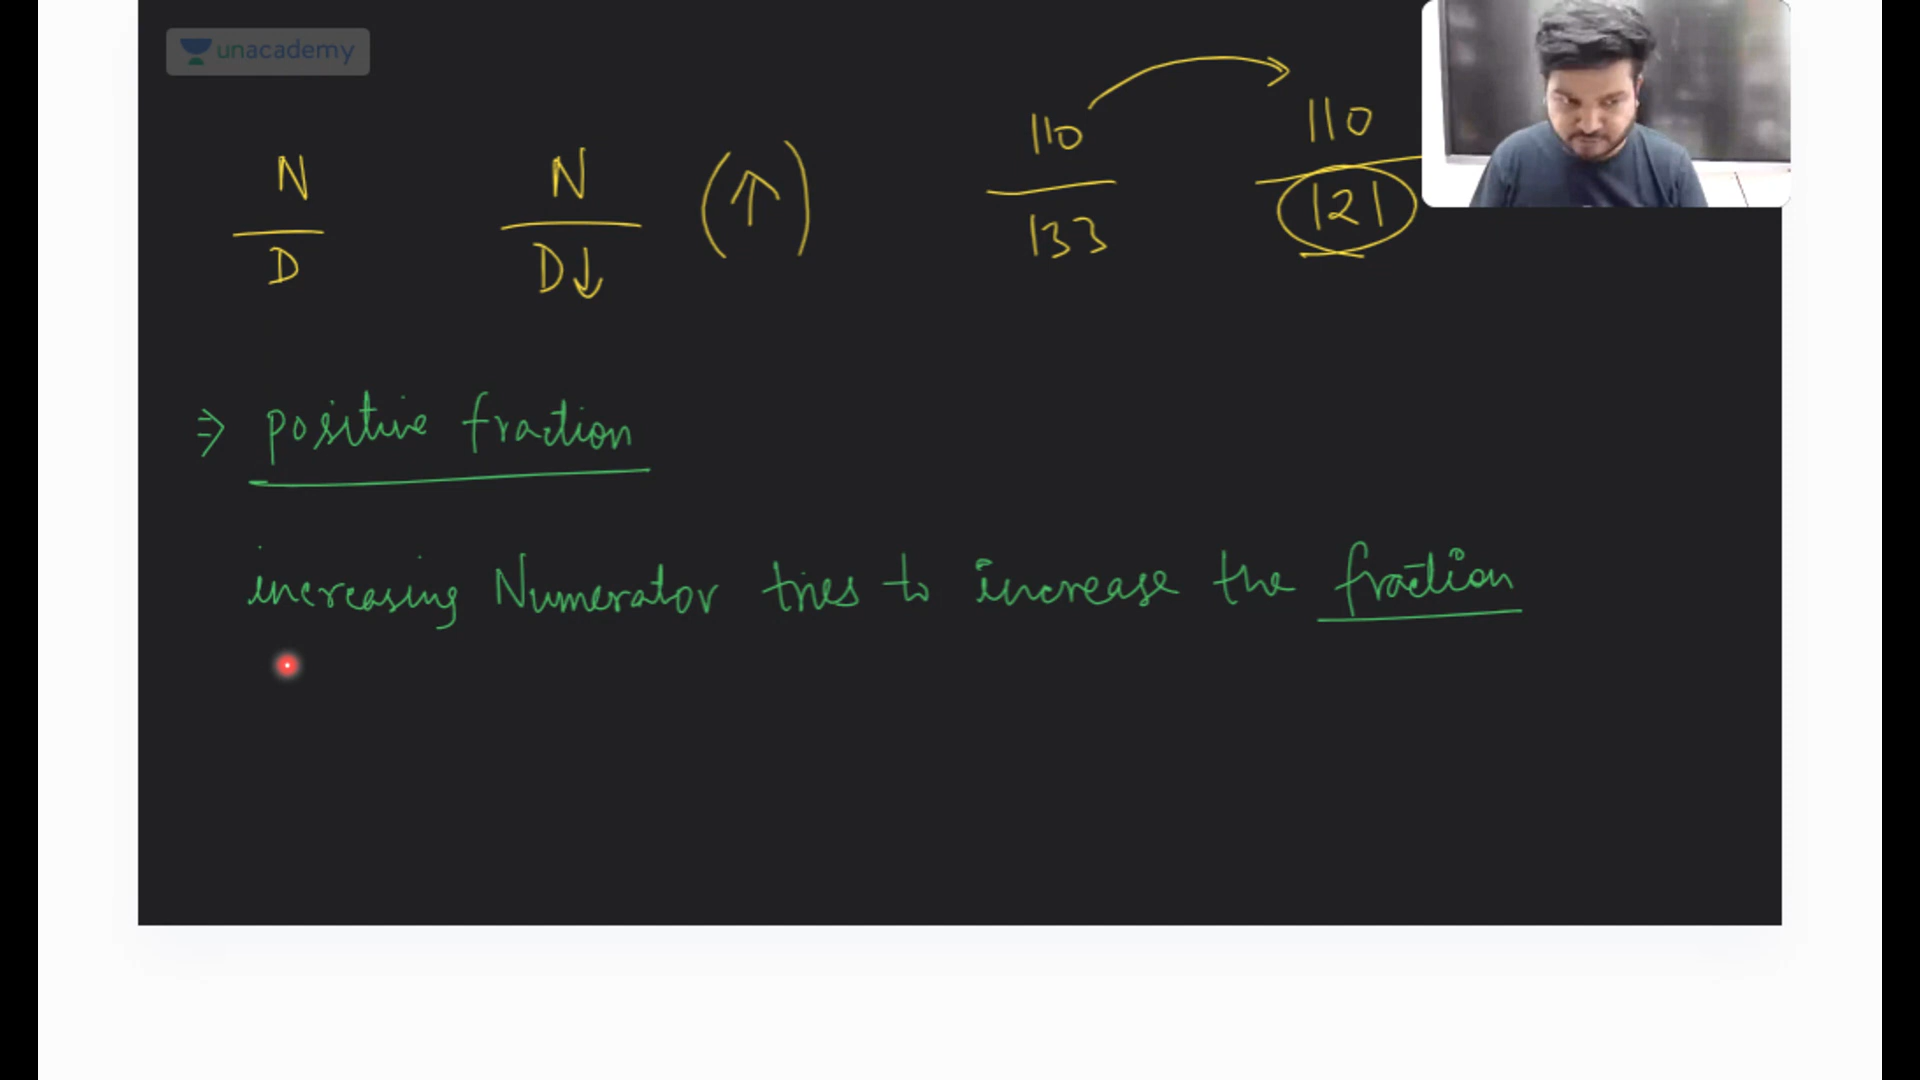 unacademy
N N (↑) 110 110
D D↓ 133 121
⇒ positive fraction
increasing Numerator tries to increase the fraction